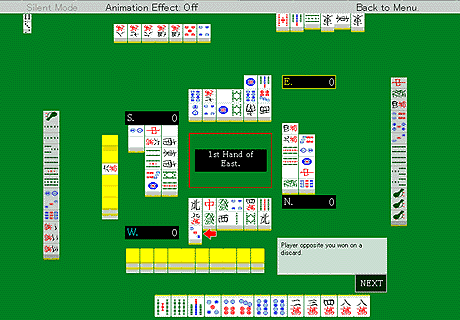 Silent Mode
Animation Effect: Off
Back to Menu
E. 0
S. 0
1st Hand of
East.
N. 0
W. 0
Player opposite you won on a
discard.
NEXT